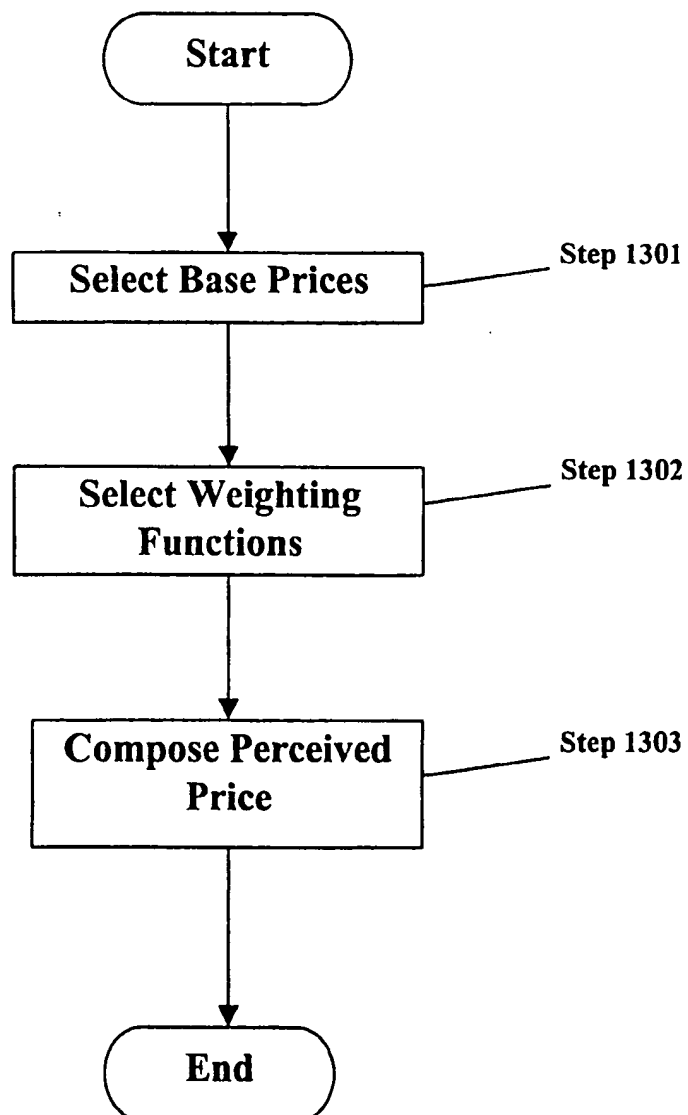 Start
Select Base Prices
Step 1301
Select Weighting
Functions
Step 1302
Compose Perceived
Price
Step 1303
End